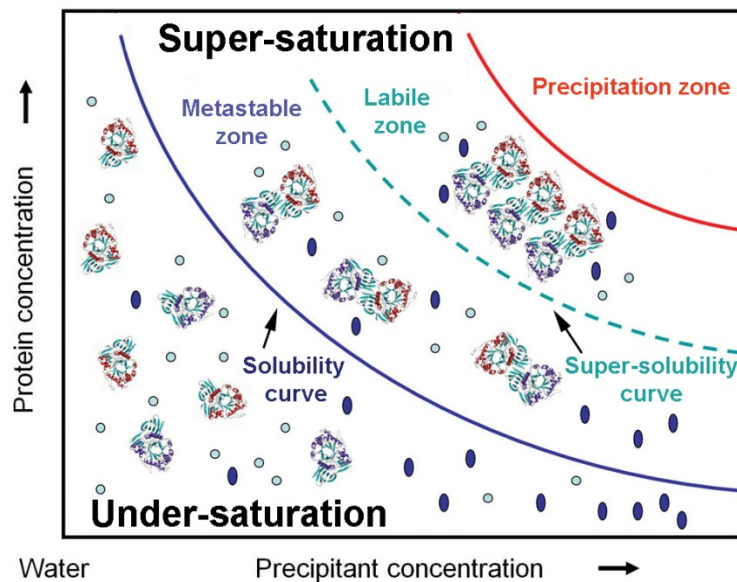 Super-saturation
Metastable
zone
Labile
zone
Precipitation zone
Protein concentration
Solubility
curve
Super-solubility
curve
Under-saturation
Water
Precipitant concentration